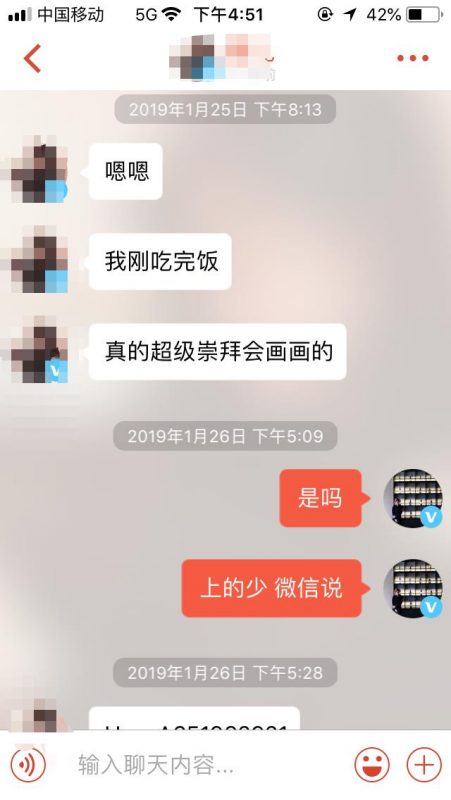 中国移动 5G 下午4:51 42%
2019年1月25日 下午8:13
嗯嗯
我刚吃完饭
真的超级崇拜会画画的
2019年1月26日 下午5:09
是吗
上的少 微信说
2019年1月26日 下午5:28
输入聊天内容...